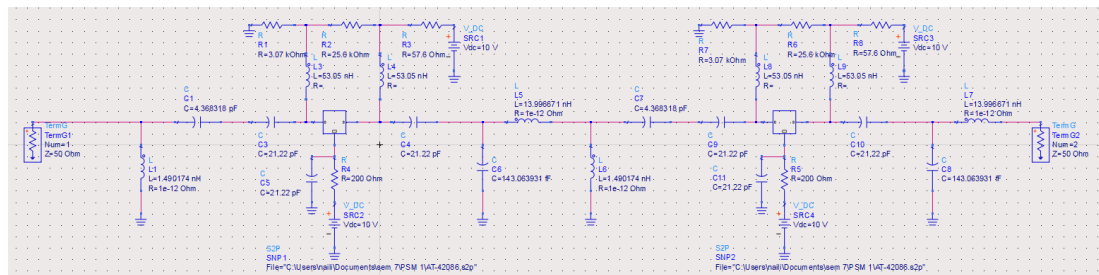 R
R1
R=3.07 kOhm
R
R2
R=25.6 kOhm
R
R3
R=57.6 Ohm
V_DC
SRC1
Vdc=10 V
R
R7
R=3.07 kOhm
R
R6
R=25.6 kOhm
R
R8
R=57.6 Ohm
V_DC
SRC3
Vdc=10 V
L
L3
L=53.05 nH
R=
L
L4
L=53.05 nH
R=
L
L8
L=53.05 nH
R=
L
L9
L=53.05 nH
R=
C
C1
C=4.368318 pF
L
L5
L=13.996671 nH
R=1e-12 Ohm
C
C7
C=4.368318 pF
L
L7
L=13.996671 nH
R=1e-12 Ohm
TermG
TermG1
Num=1
Z=50 Ohm
C
C3
C=21.22 pF
C
C4
C=21.22 pF
C
C9
C=21.22 pF
C
C10
C=21.22 pF
TermG
TermG2
Num=2
Z=50 Ohm
L
L1
L=1.490174 nH
R=1e-12 Ohm
C
C5
C=21.22 pF
R
R4
R=200 Ohm
C
C6
C=143.063931 fF
L
L6
L=1.490174 nH
R=1e-12 Ohm
C
C11
C=21.22 pF
R
R5
R=200 Ohm
C
C8
C=143.063931 fF
V_DC
SRC2
Vdc=10 V
V_DC
SRC4
Vdc=10 V
S2P
SNP1
File="C:\Users\naili\Documents\sem 7\PSM 1\AT-42086.s2p"
S2P
SNP2
File="C:\Users\naili\Documents\sem 7\PSM 1\AT-42086.s2p"